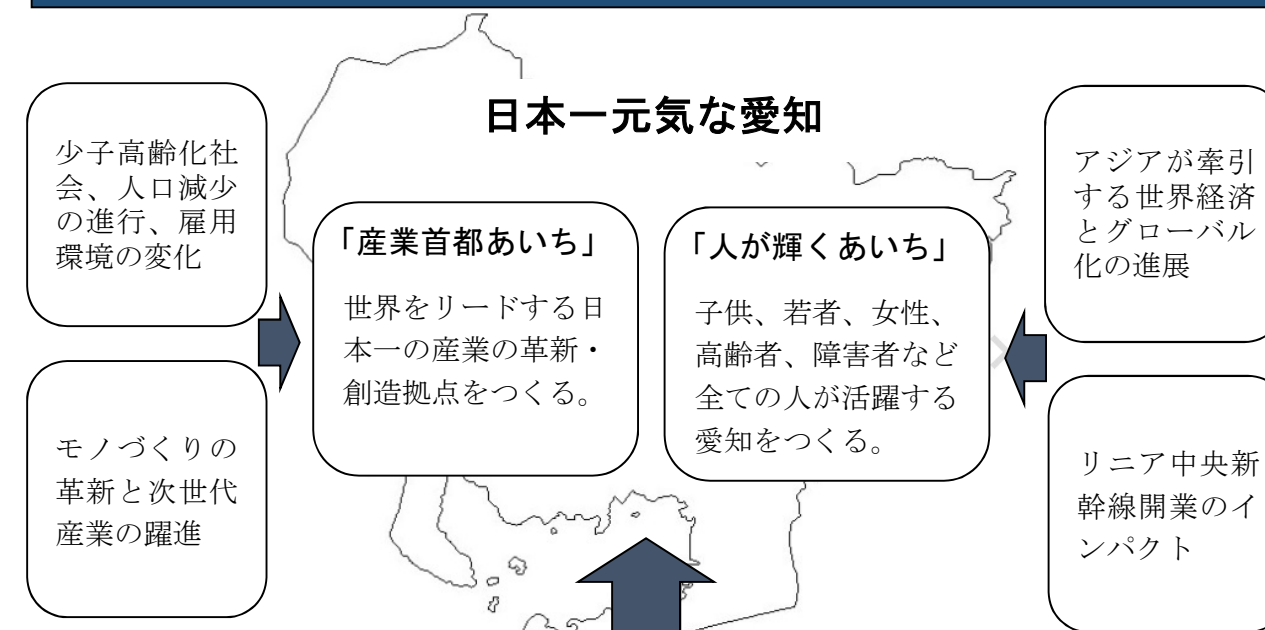 日本一元気な愛知
少子高齢化社
会、人口減少
の進行、雇用
環境の変化
モノづくりの
革新と次世代
産業の躍進
「産業首都あいち」
世界をリードする日
本一の産業の革新・
創造拠点をつくる。
「人が輝くあいち」
子供、若者、女性、
高齢者、障害者など
全ての人が活躍する
愛知をつくる。
アジアが牽引
する世界経済
とグローバル
化の進展
リニア中央新
幹線開業のイ
ンパクト